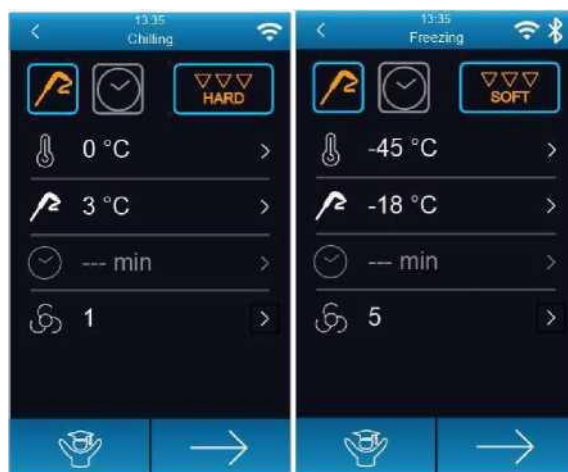 13:35
Chilling
HARD
0 °C
3 °C
--- min
1
13:35
Freezing
SOFT
-45 °C
-18 °C
--- min
5